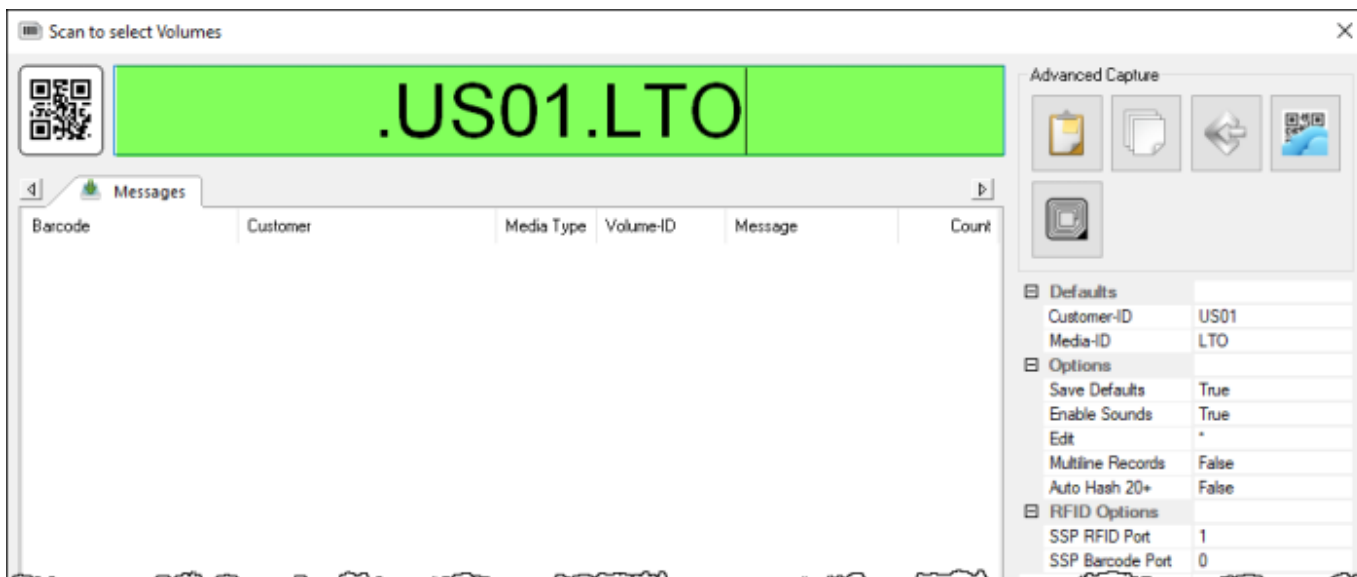 Scan to select Volumes
.US01.LTO
Advanced Capture
Messages
Barcode Customer Media Type Volume-ID Message Count
Defaults
Customer-ID US01
Media-ID LTO
Options
Save Defaults True
Enable Sounds True
Edit *
Multiline Records False
Auto Hash 20+ False
RFID Options
SSP RFID Port 1
SSP Barcode Port 0